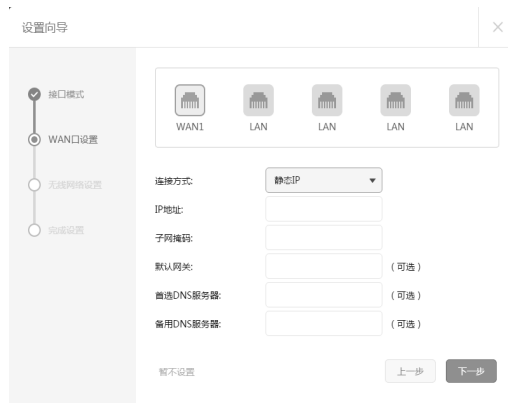 设置向导
接口模式
WAN口设置
无线网络设置
完成设置
WAN1 LAN LAN LAN LAN
连接方式: 静态IP
IP地址:
子网掩码:
默认网关: (可选)
首选DNS服务器: (可选)
备用DNS服务器: (可选)
暂不设置 上一步 下一步